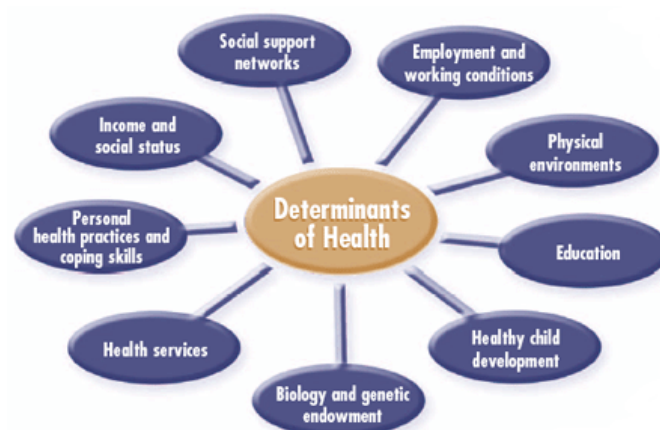 Social support
networks
Employment and
working conditions
Income and
social status
Physical
environments
Determinants
of Health
Personal
health practices and
coping skills
Education
Health services
Healthy child
development
Biology and genetic
endowment